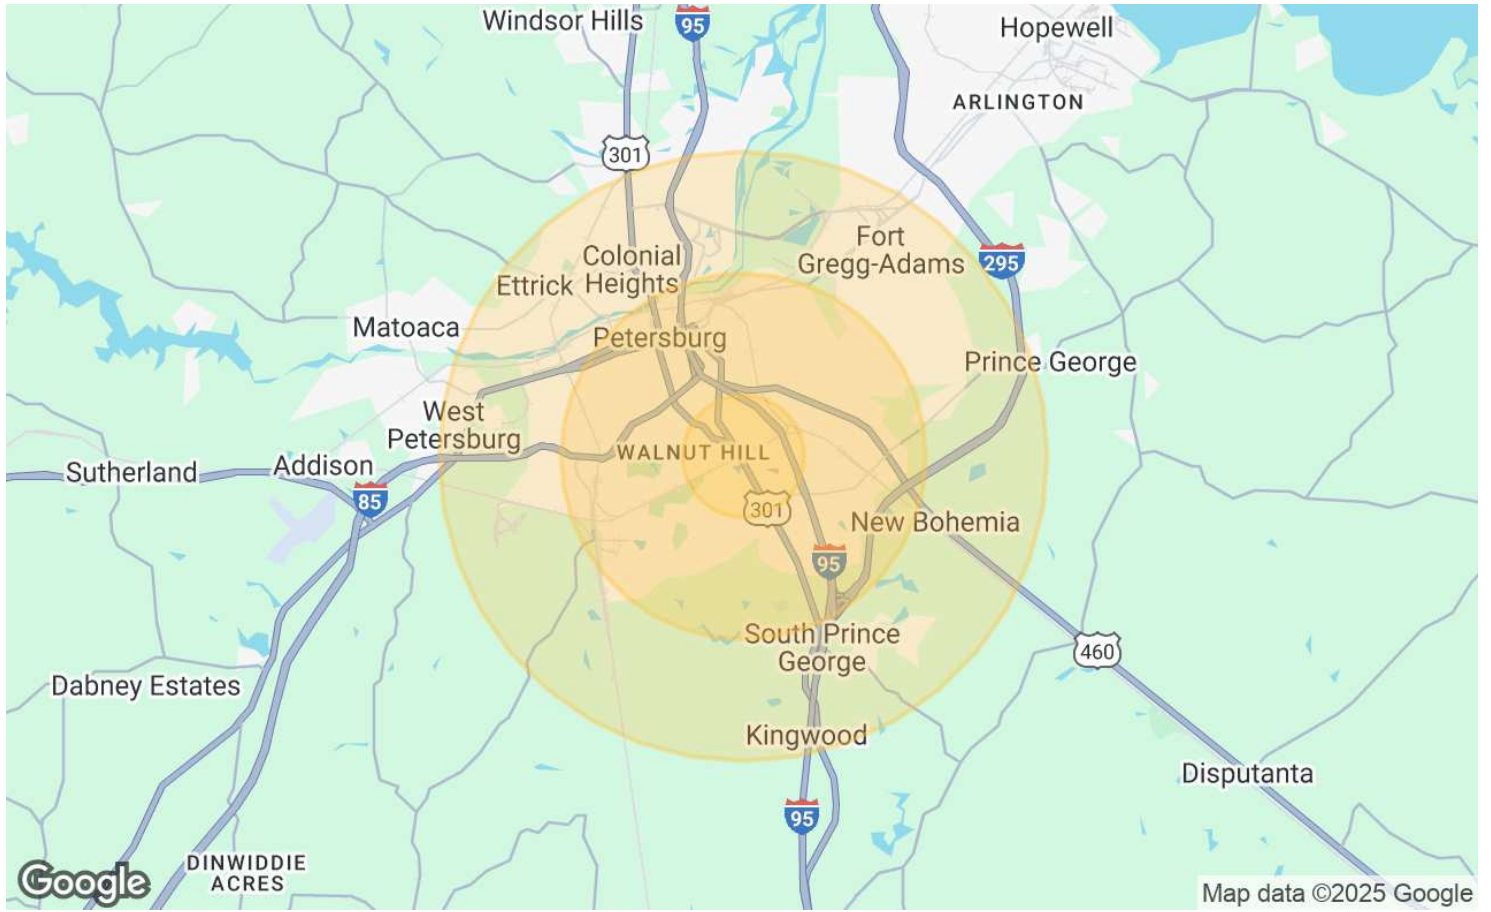 Windsor Hills
95
Hopewell
ARLINGTON
301
Fort
Gregg-Adams
Colonial
Heights
Ettrick
295
Matoaca
Petersburg
Prince George
West
Petersburg
WALNUT HILL
Addison
Sutherland
85
301
New Bohemia
95
South Prince
George
460
Dabney Estates
Kingwood
Disputanta
95
DINWIDDIE
ACRES
Google
Map data ©2025 Google